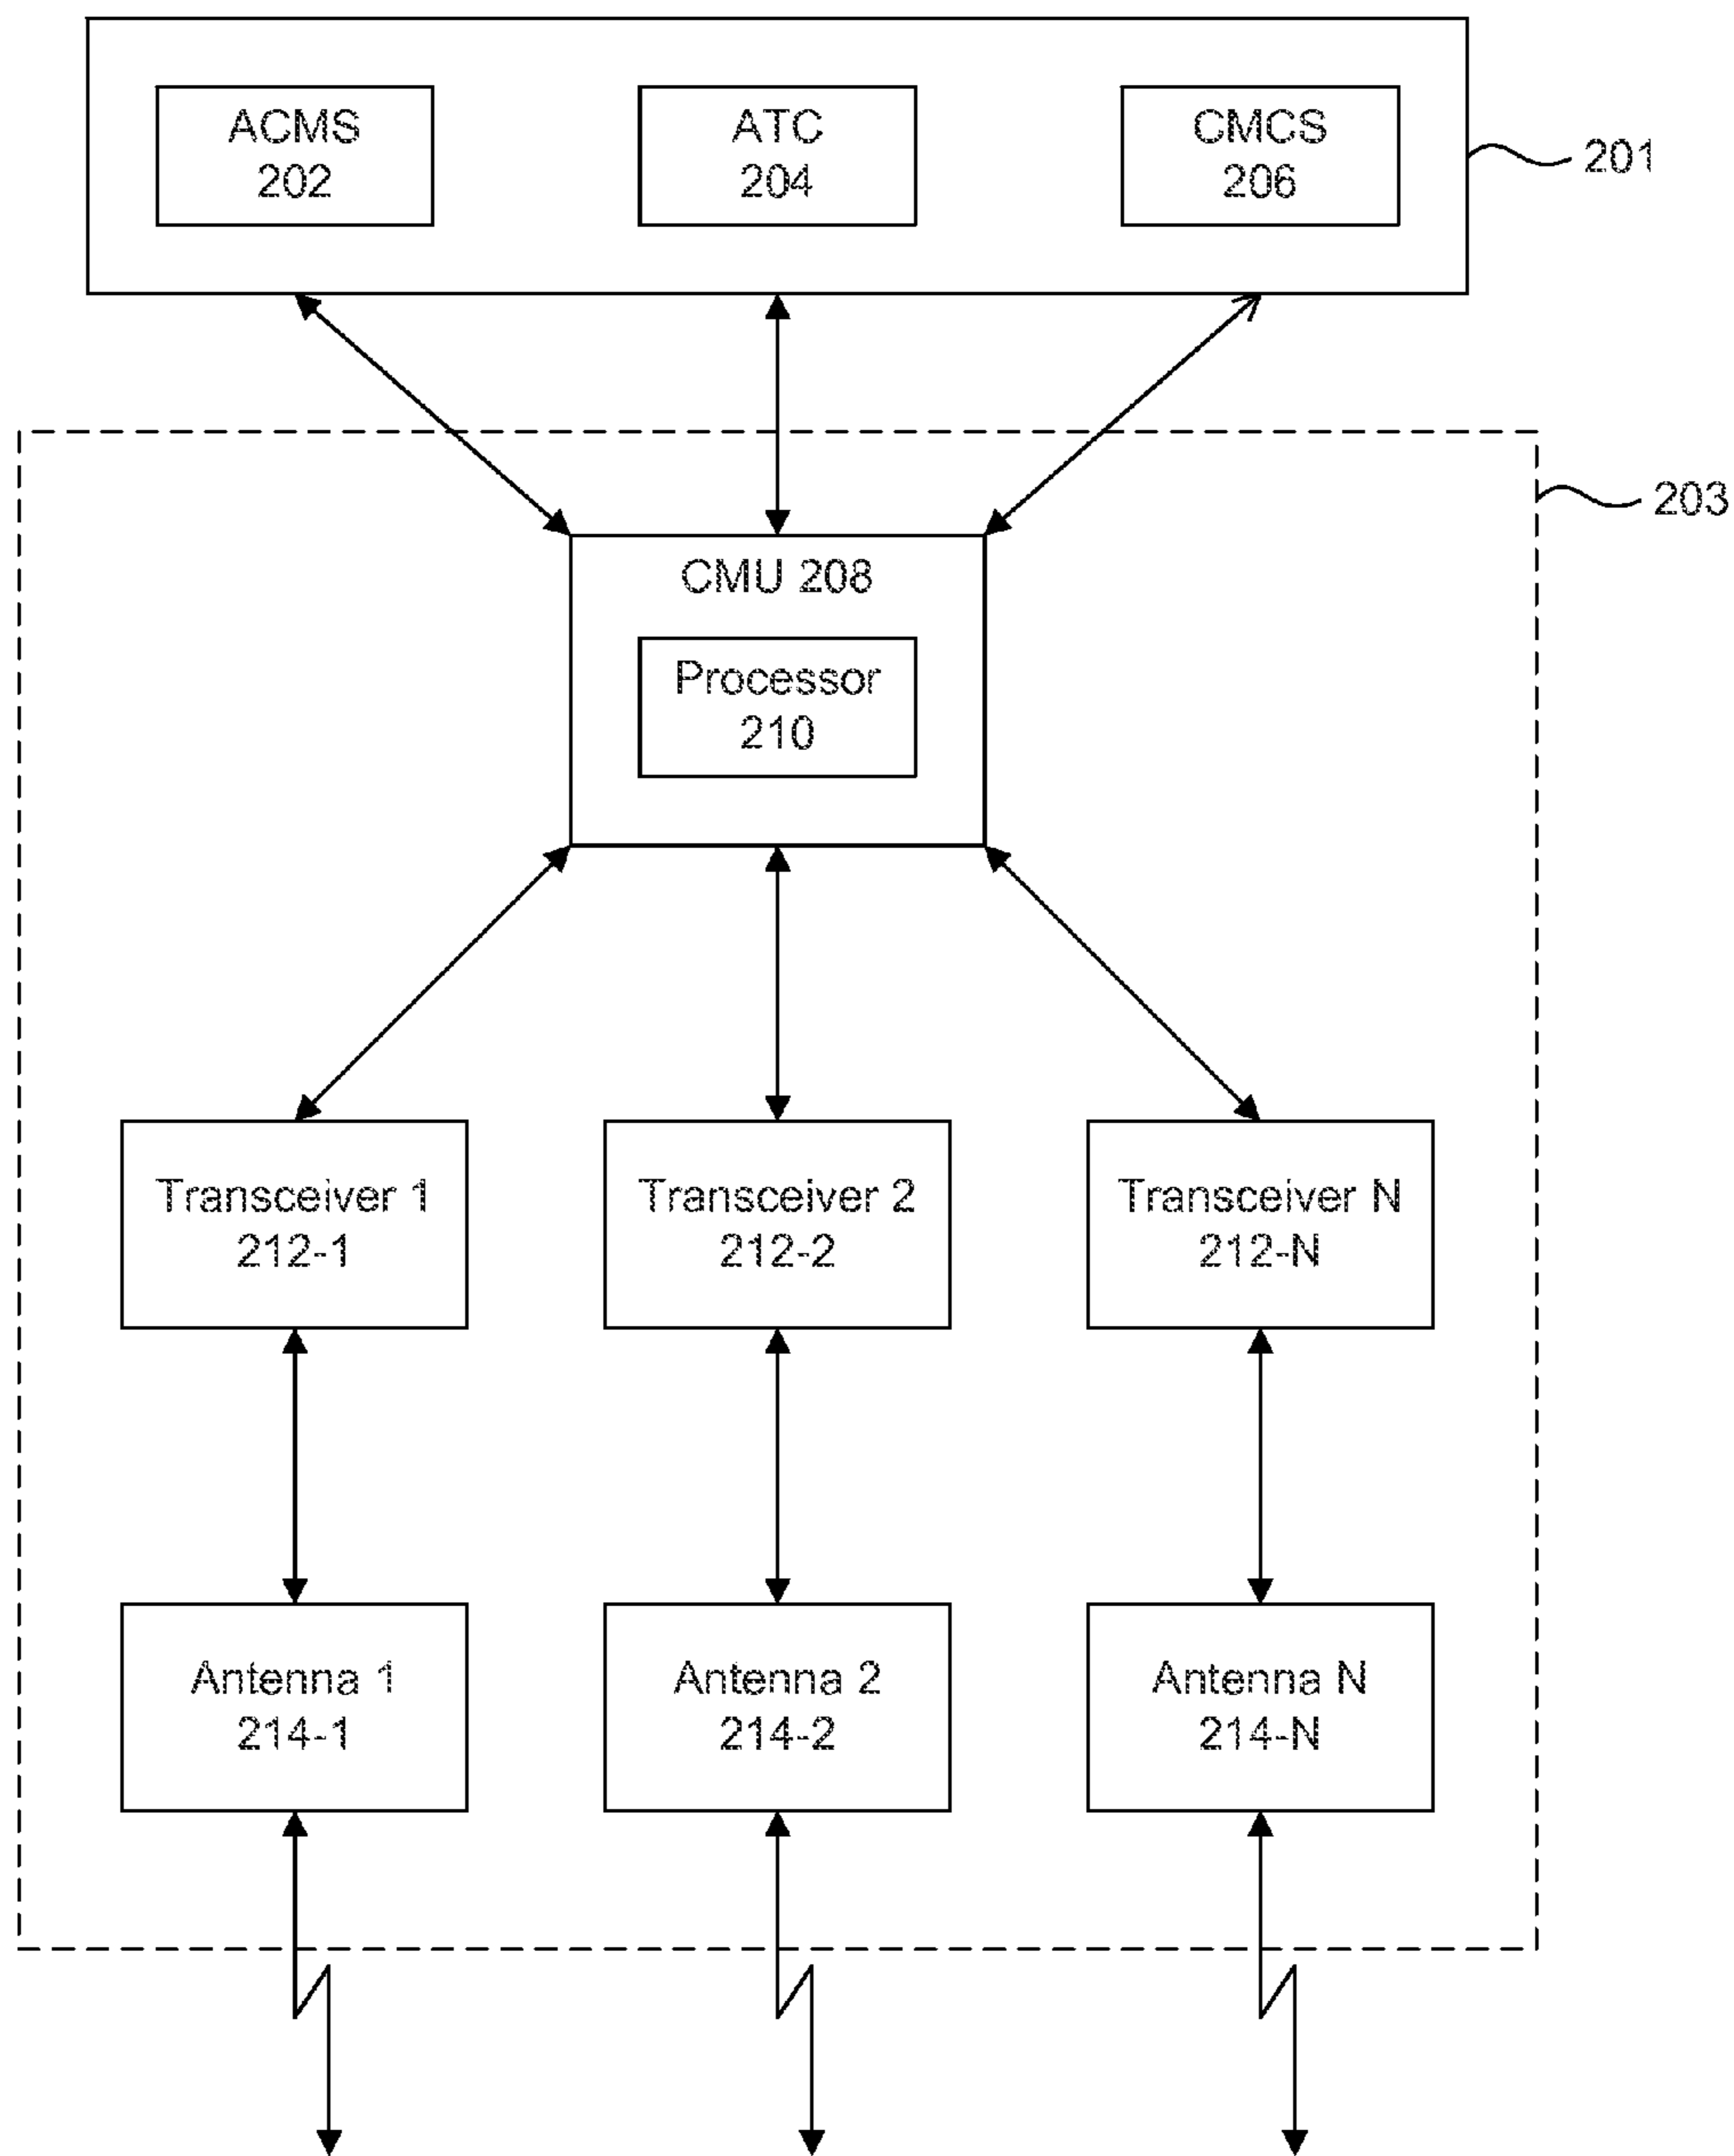 ACMS
202
ATC
204
CMCS
206
201
203
CMU 208
Processor
210
Transceiver 1
212-1
Transceiver 2
212-2
Transceiver N
212-N
Antenna 1
214-1
Antenna 2
214-2
Antenna N
214-N